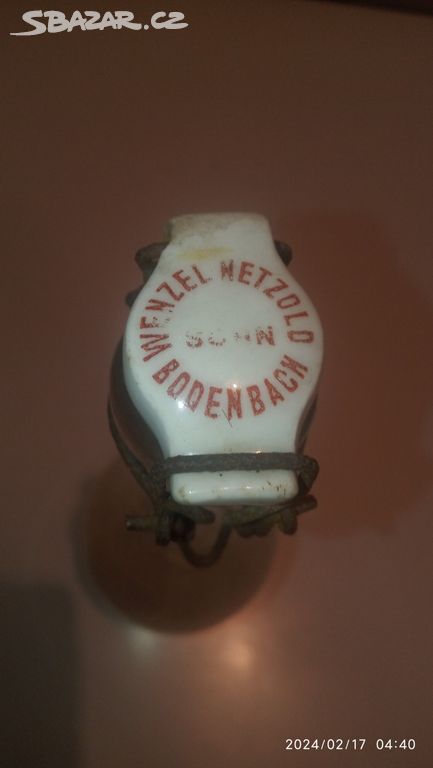 SBAZAR.CZ
WENZEL NETZOLD
SOHN
BODENBACH
2024/02/17 04:40